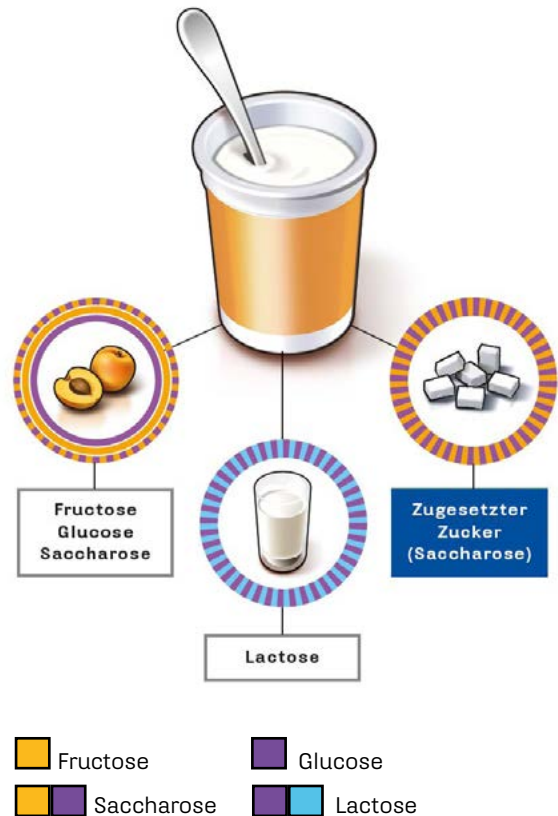 Fructose
Glucose
Saccharose
Zugesetzter
Zucker
(Saccharose)
Lactose
Fructose
Glucose
Saccharose
Lactose